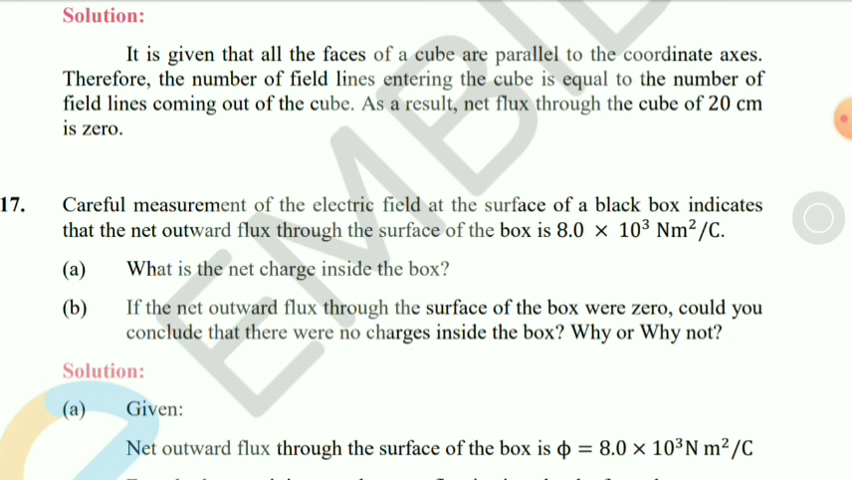 Solution:
It is given that all the faces of a cube are parallel to the coordinate axes.
Therefore, the number of field lines entering the cube is equal to the number of
field lines coming out of the cube. As a result, net flux through the cube of 20 cm
is zero.
17. Careful measurement of the electric field at the surface of a black box indicates
that the net outward flux through the surface of the box is 8.0 × 10³ Nm²/C.
(a) What is the net charge inside the box?
(b) If the net outward flux through the surface of the box were zero, could you
conclude that there were no charges inside the box? Why or Why not?
Solution:
(a) Given:
Net outward flux through the surface of the box is ϕ = 8.0 × 10³N m²/C